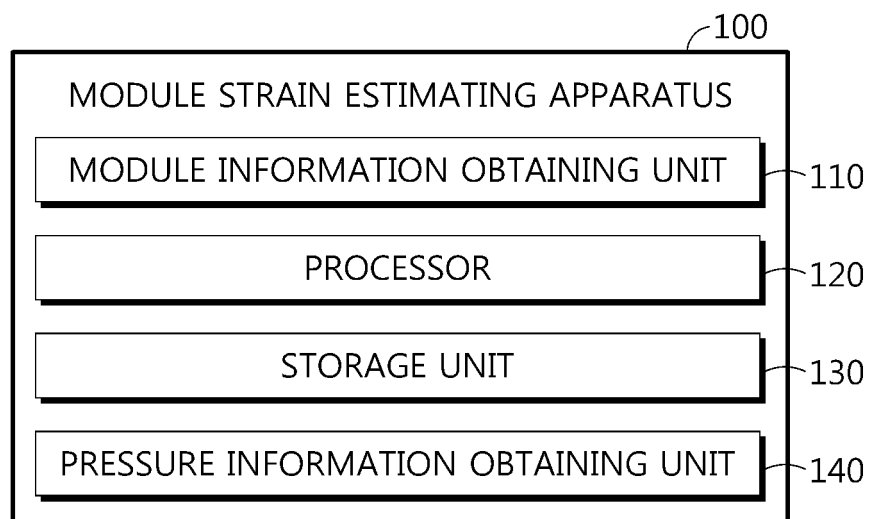 100
MODULE STRAIN ESTIMATING APPARATUS
MODULE INFORMATION OBTAINING UNIT
110
PROCESSOR
120
STORAGE UNIT
130
PRESSURE INFORMATION OBTAINING UNIT
140